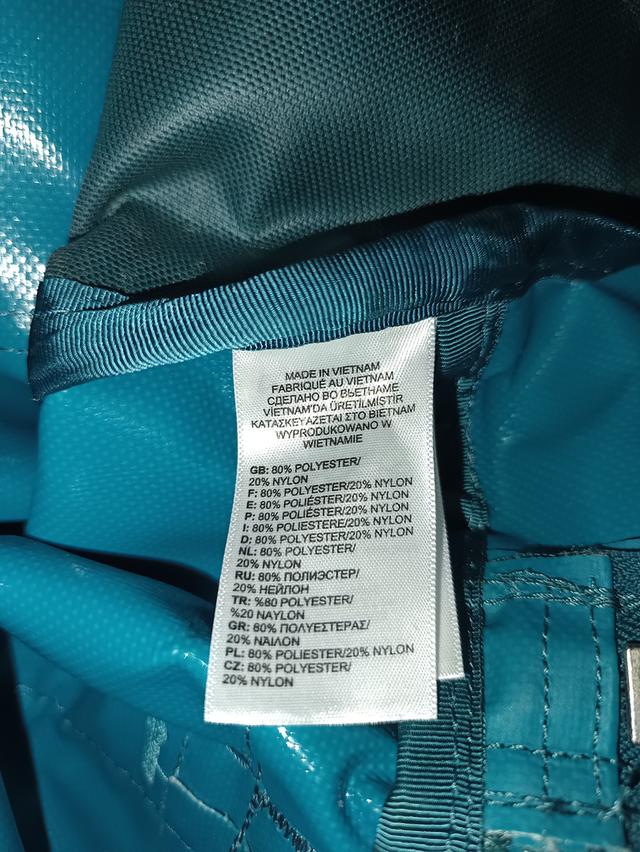 MADE IN VIETNAM
FABRIQUÉ AU VIETNAM
СДЕЛАНО ВО ВЬЕТНАМЕ
VİETNAM'DA ÜRETİLMİŞTİR
ΚΑΤΑΣΚΕΥΑΖΕΤΑΙ ΣΤΟ ΒΙΕΤΝΑΜ
WYPRODUKOWANO W
WIETNAMIE
GB: 80% POLYESTER/
20% NYLON
F: 80% POLYESTER/20% NYLON
E: 80% POLIÉSTER/20% NYLON
P: 80% POLIÉSTER/20% NYLON
I: 80% POLIESTERE/20% NYLON
D: 80% POLYESTER/20% NYLON
NL: 80% POLYESTER/
20% NYLON
RU: 80% ПОЛИЭСТЕР/
20% НЕЙЛОН
TR: %80 POLYESTER/
%20 NAYLON
GR: 80% ΠΟΛΥΕΣΤΕΡΑΣ/
20% ΝΑΙΛΟΝ
PL: 80% POLIESTER/20% NYLON
CZ: 80% POLYESTER/
20% NYLON